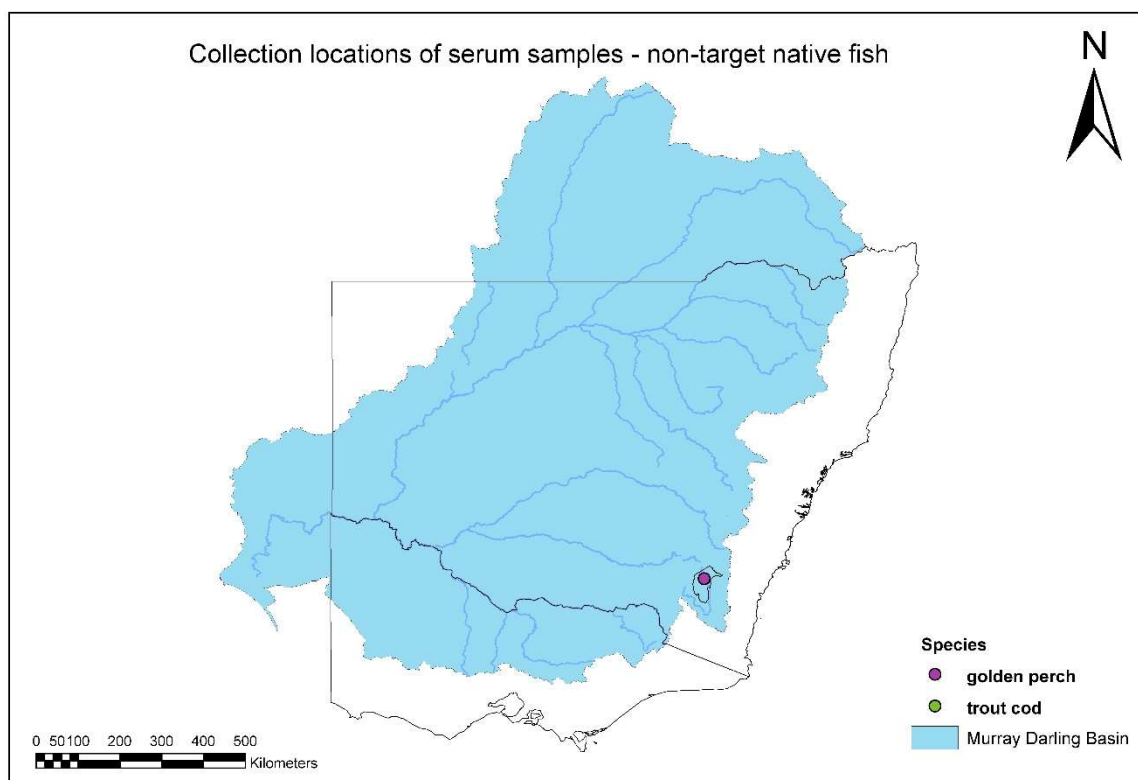 Collection locations of serum samples - non-target native fish
N
Species
golden perch
trout cod
Murray Darling Basin
0 50100 200 300 400 500
Kilometers